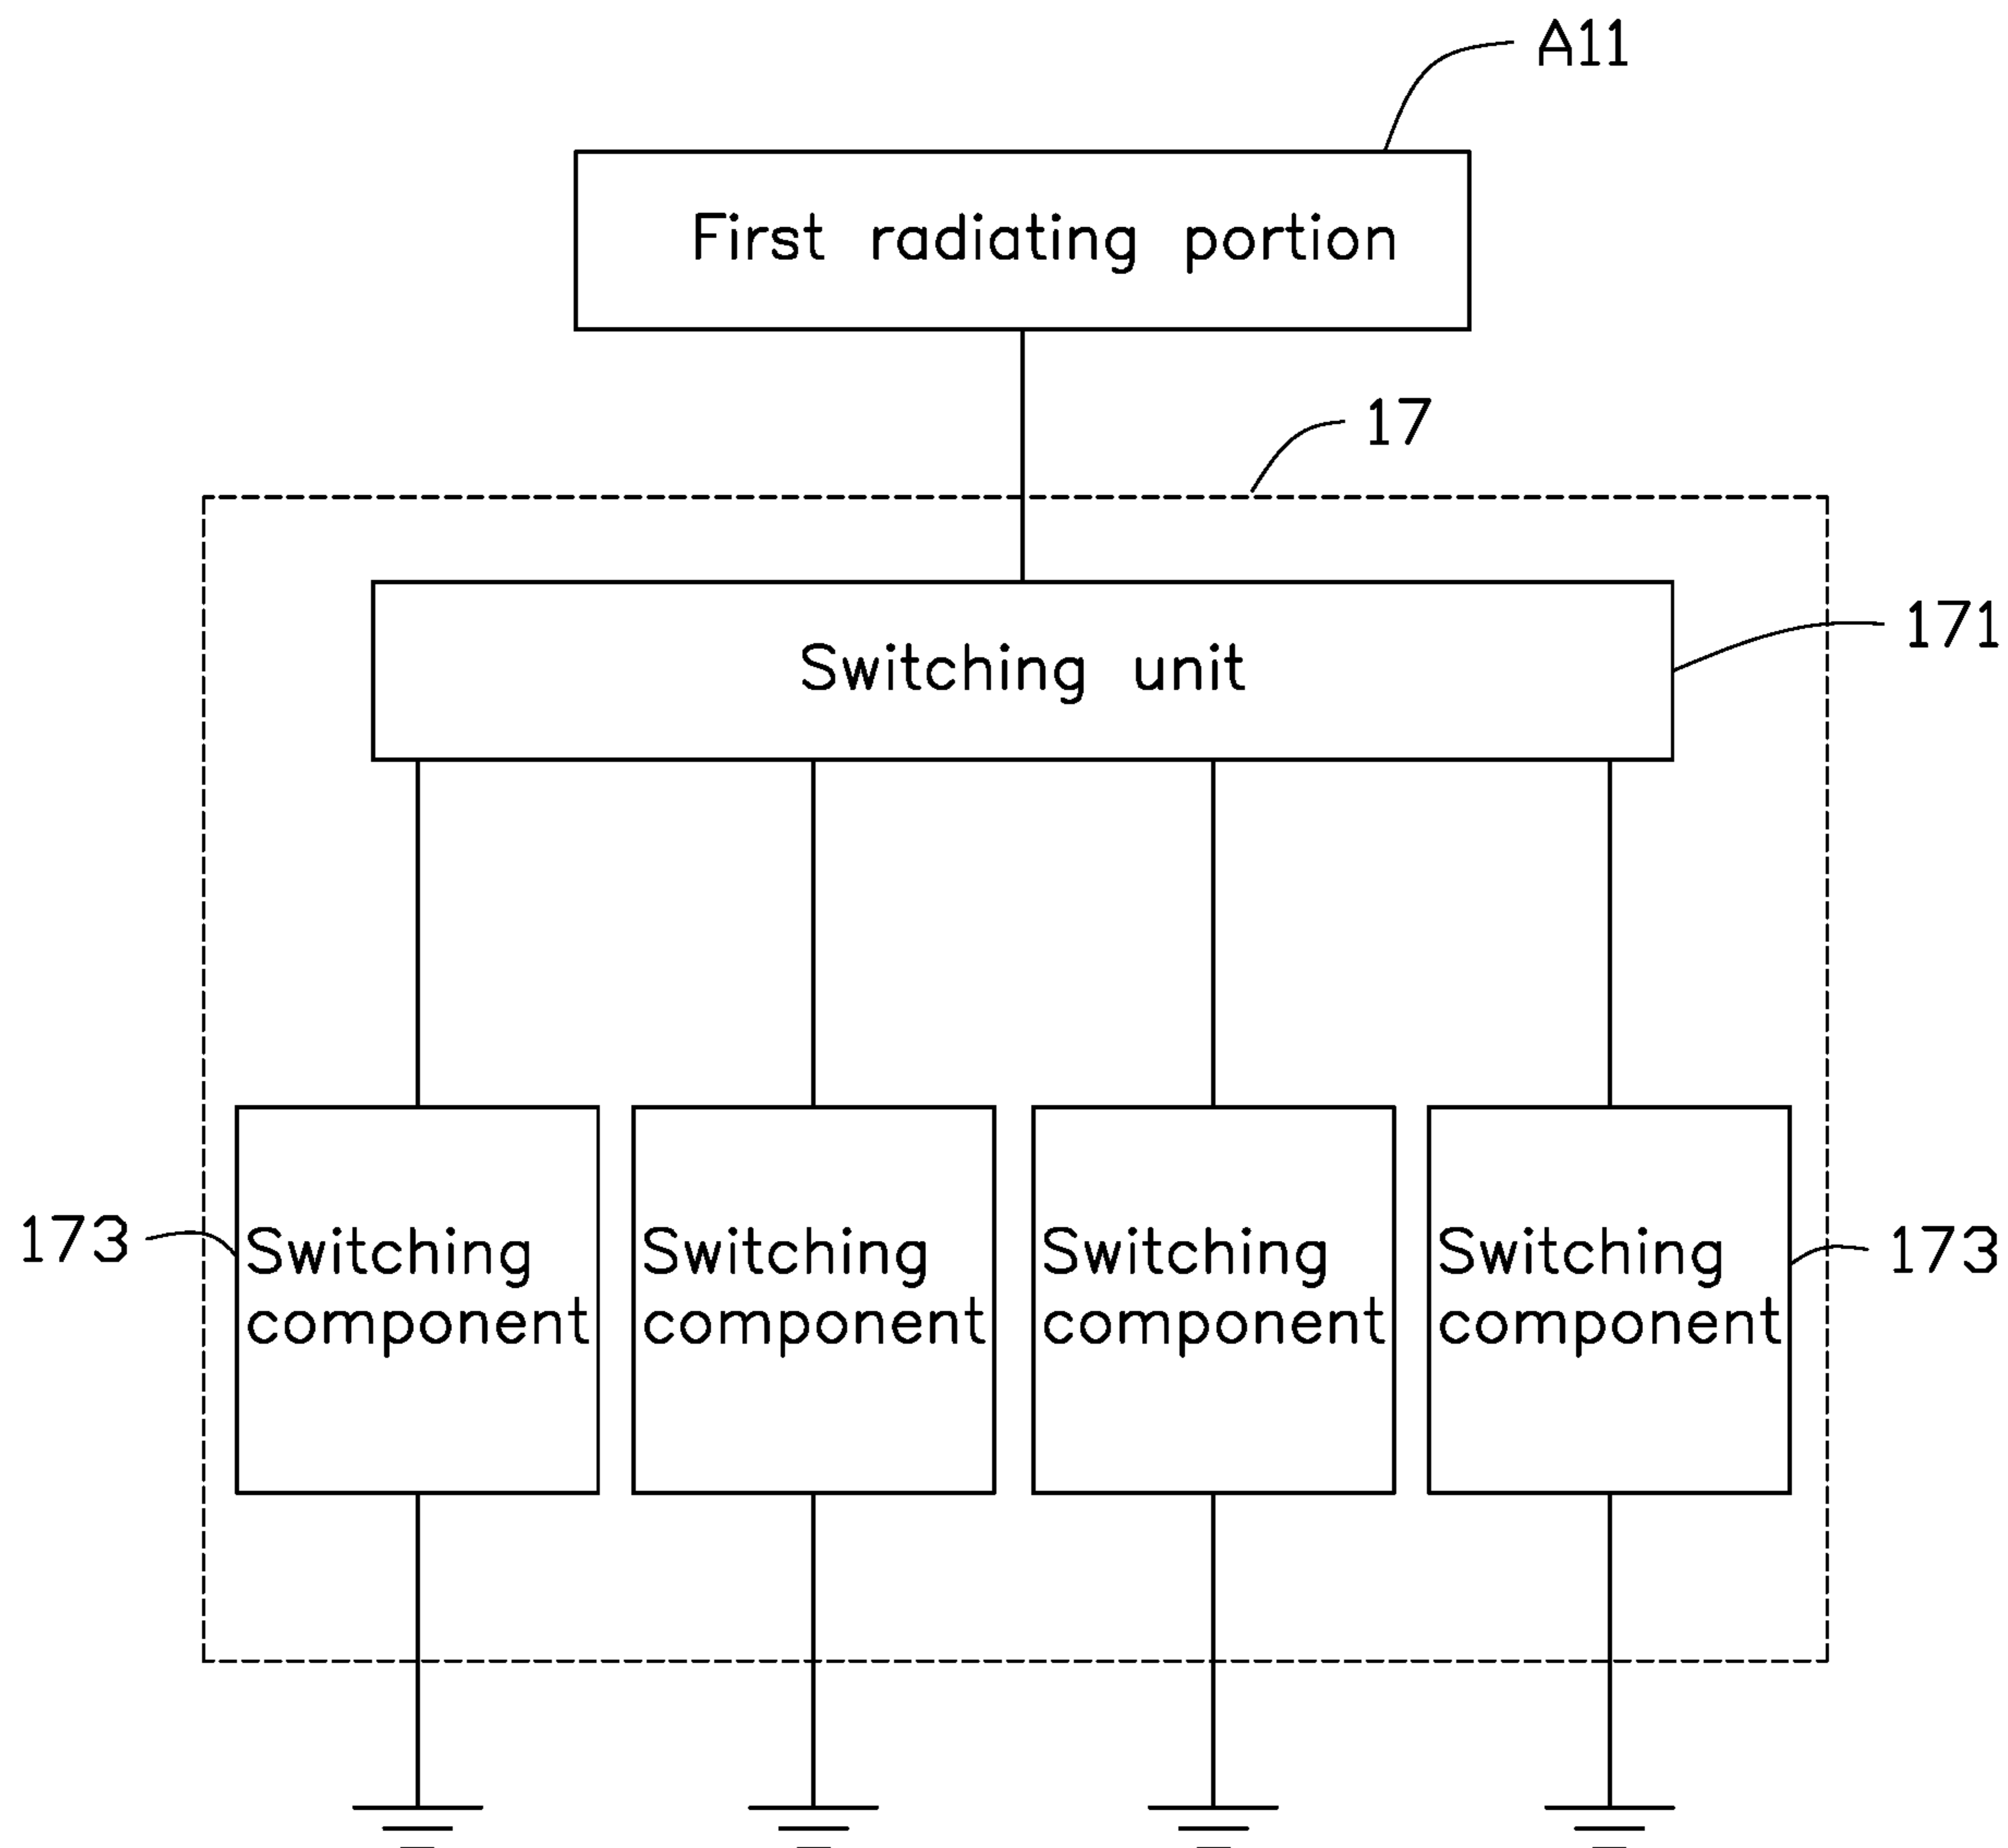 A11
First radiating portion
17
171
Switching unit
173
Switching
component
Switching
component
Switching
component
Switching
component
173